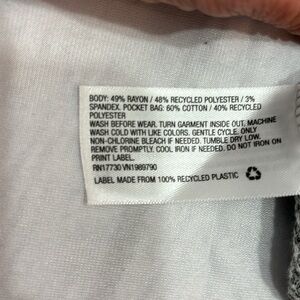 BODY: 49% RAYON / 48% RECYCLED POLYESTER / 3%
SPANDEX. POCKET BAG: 60% COTTON / 40% RECYCLED
POLYESTER
WASH BEFORE WEAR. TURN GARMENT INSIDE OUT. MACHINE
WASH COLD WITH LIKE COLORS. GENTLE CYCLE. ONLY
NON-CHLORINE BLEACH IF NEEDED. TUMBLE DRY LOW.
REMOVE PROMPTLY. COOL IRON IF NEEDED. DO NOT IRON ON
PRINT LABEL.
RN17730 VN1989790
LABEL MADE FROM 100% RECYCLED PLASTIC